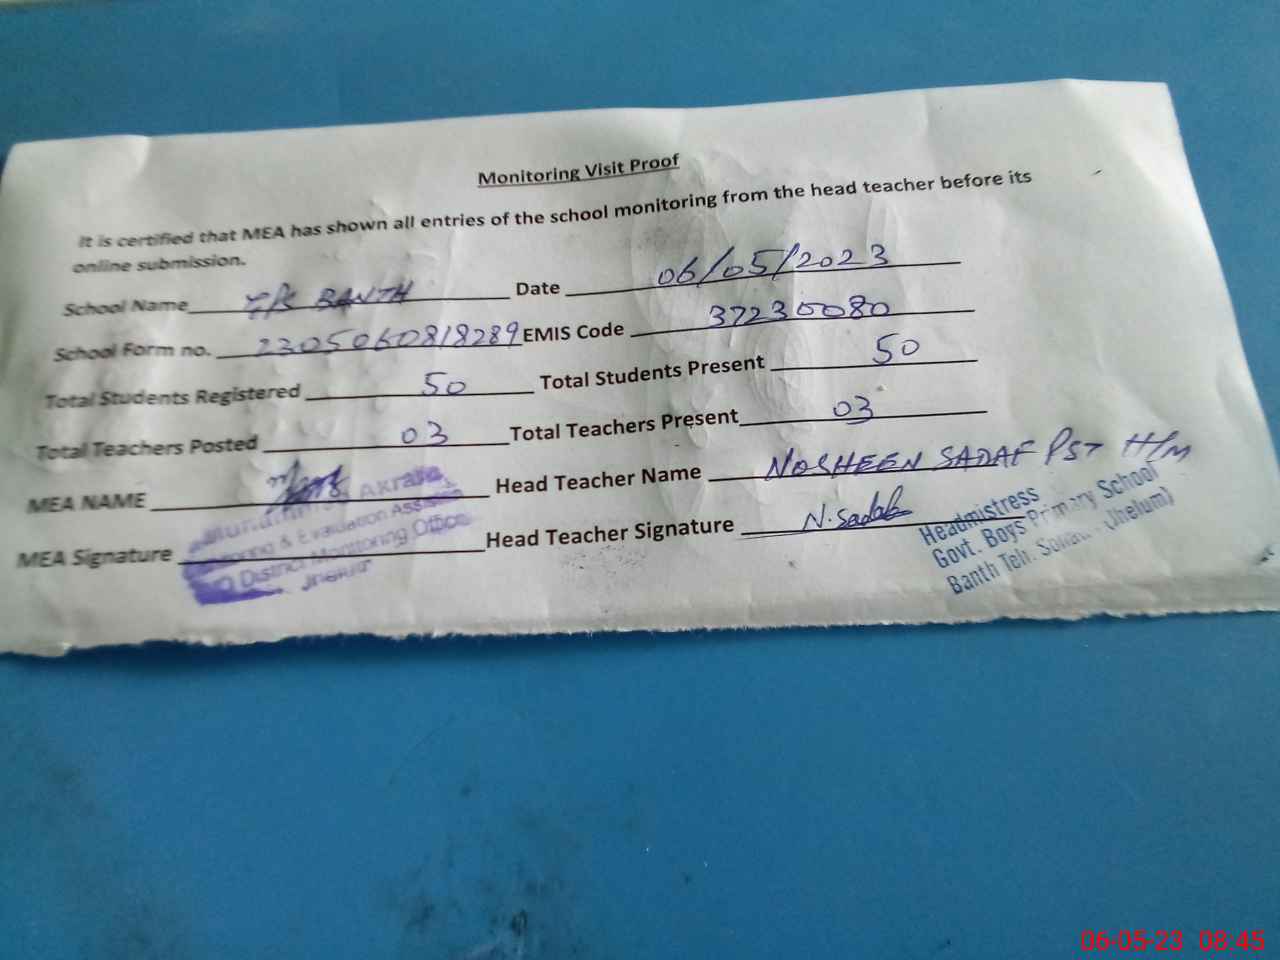 Monitoring Visit Proof
It is certified that MEA has shown all entries of the school monitoring from the head teacher before its
online submission.
School Name BANTH Date 06/05/2023
School Form no. 2305060818289 EMIS Code 37230080
Total Students Registered 50 Total Students Present 50
Total Teachers Posted 03 Total Teachers Present 03
MEA NAME Head Teacher Name NOSHEEN SADAF PST H/M
MEA Signature Head Teacher Signature N.Sadaf
Muhammad Akram
& Evaluation Assistant
District Monitoring Office
Jhelum
Headmistress
Govt. Boys Primary School
Banth Teh. Jhelum)
06-05-23 08:45